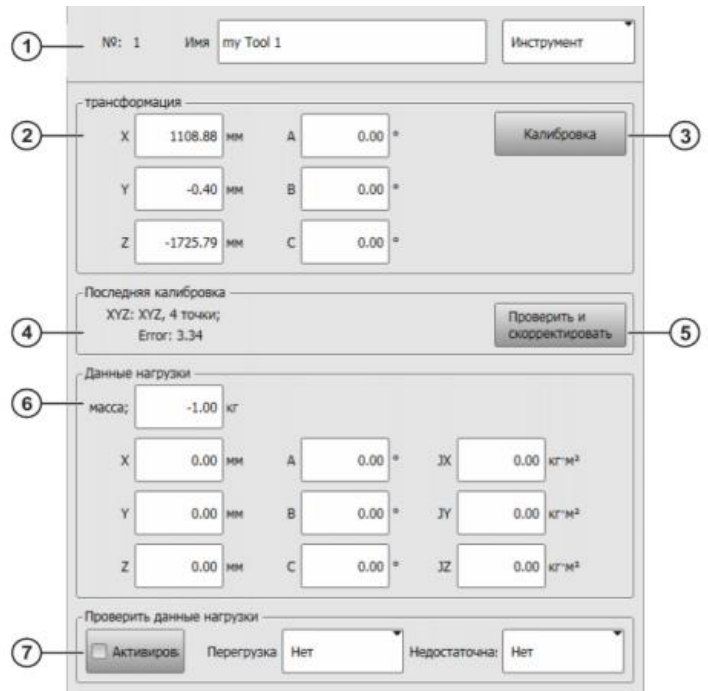 1 №: 1 Имя my Tool 1 Инструмент
трансформация
2 X 1108.88 мм A 0.00 ° Калибровка 3
Y -0.40 мм B 0.00 °
Z -1725.79 мм C 0.00 °
Последняя калибровка
XYZ: XYZ, 4 точки;
4 Error: 3.34 Проверить и скорректировать 5
Данные нагрузки
6 масса; -1.00 кг
X 0.00 мм A 0.00 ° JX 0.00 кг·м²
Y 0.00 мм B 0.00 ° JY 0.00 кг·м²
Z 0.00 мм C 0.00 ° JZ 0.00 кг·м²
Проверить данные нагрузки
7 Активиров Перегрузка Нет Недостаточна: Нет